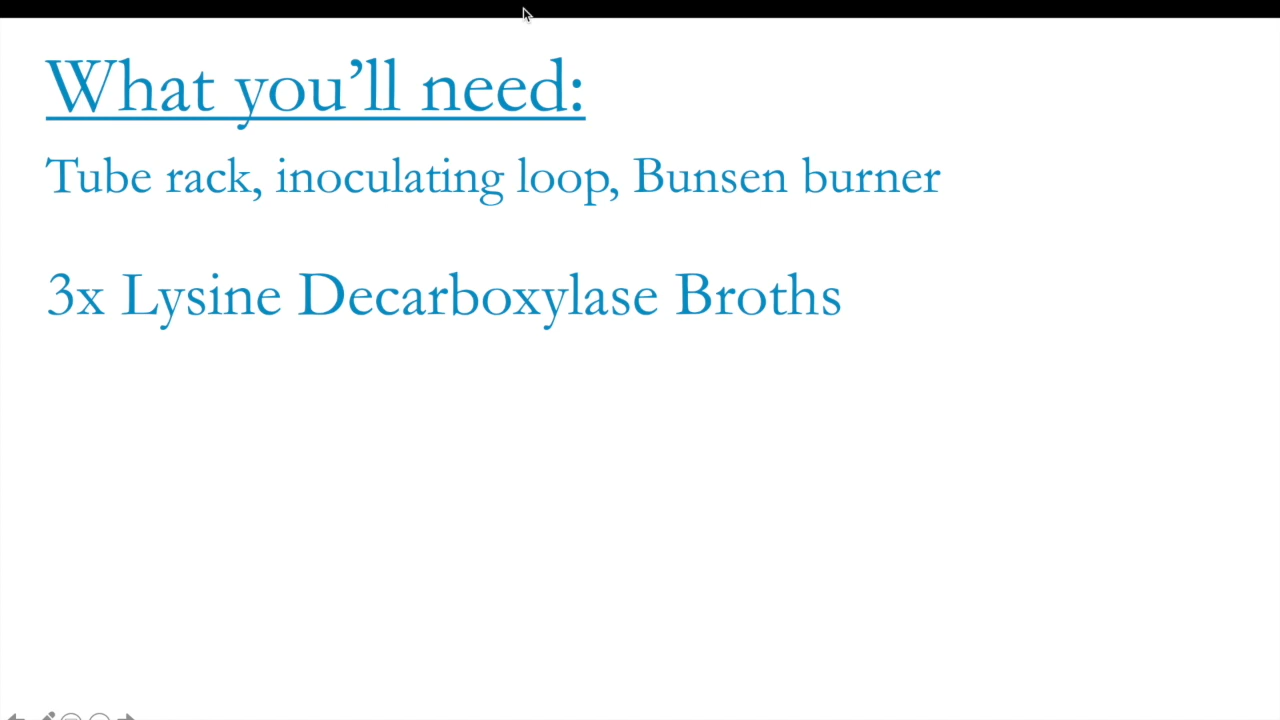 What you’ll need:
Tube rack, inoculating loop, Bunsen burner
3x Lysine Decarboxylase Broths